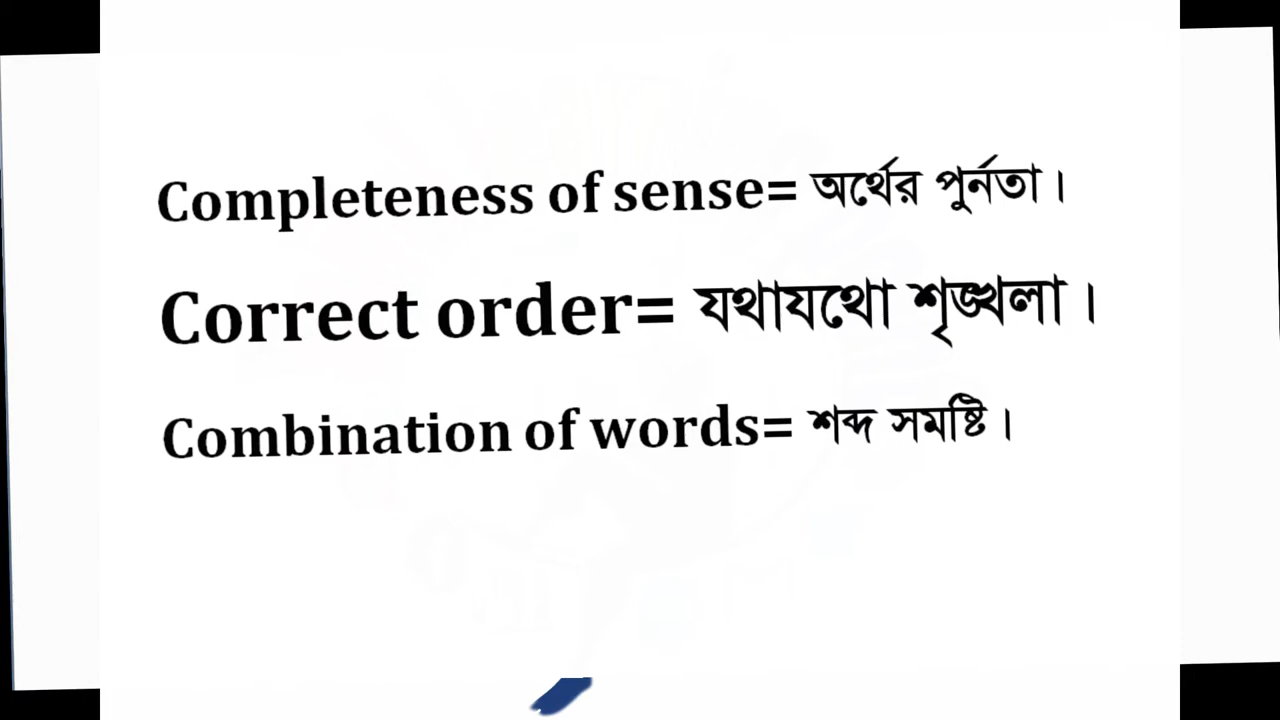 Completeness of sense= অর্থের পুর্নতা।
Correct order= যথাযথো শৃঙ্খলা।
Combination of words= শব্দ সমষ্টি।